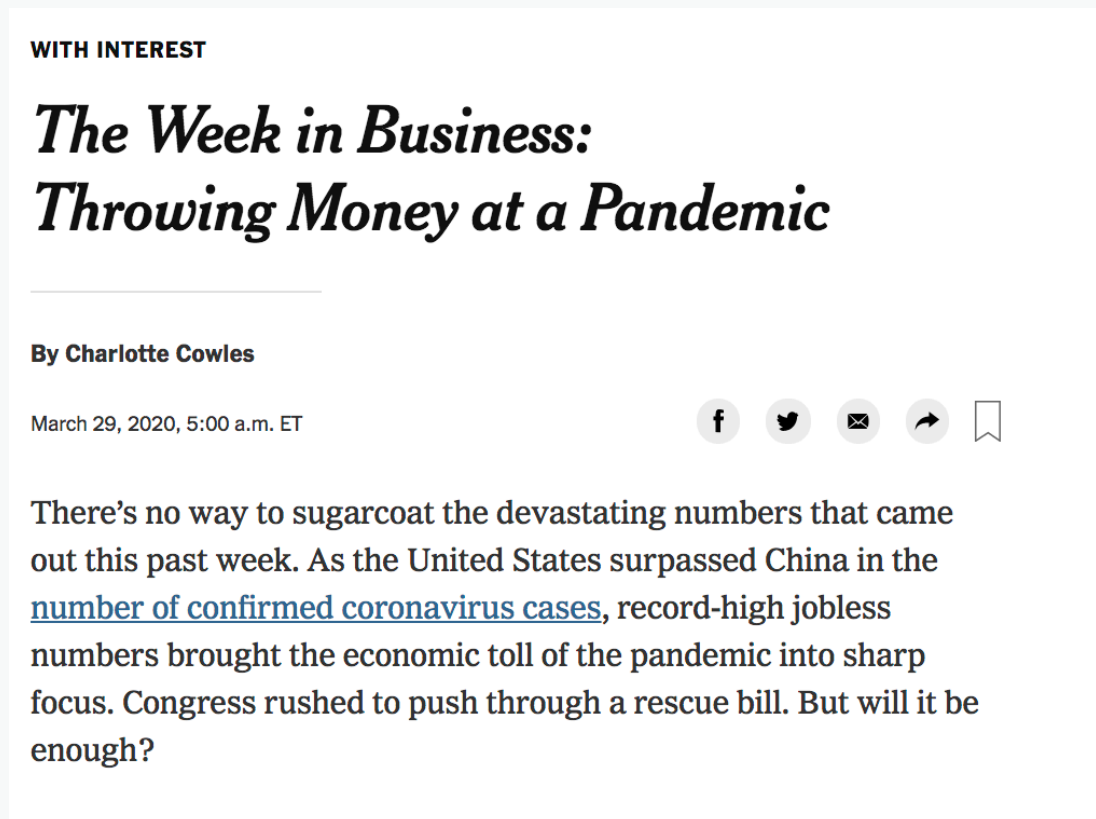 WITH INTEREST
The Week in Business:
Throwing Money at a Pandemic
By Charlotte Cowles
March 29, 2020, 5:00 a.m. ET
There’s no way to sugarcoat the devastating numbers that came
out this past week. As the United States surpassed China in the
number of confirmed coronavirus cases, record-high jobless
numbers brought the economic toll of the pandemic into sharp
focus. Congress rushed to push through a rescue bill. But will it be
enough?